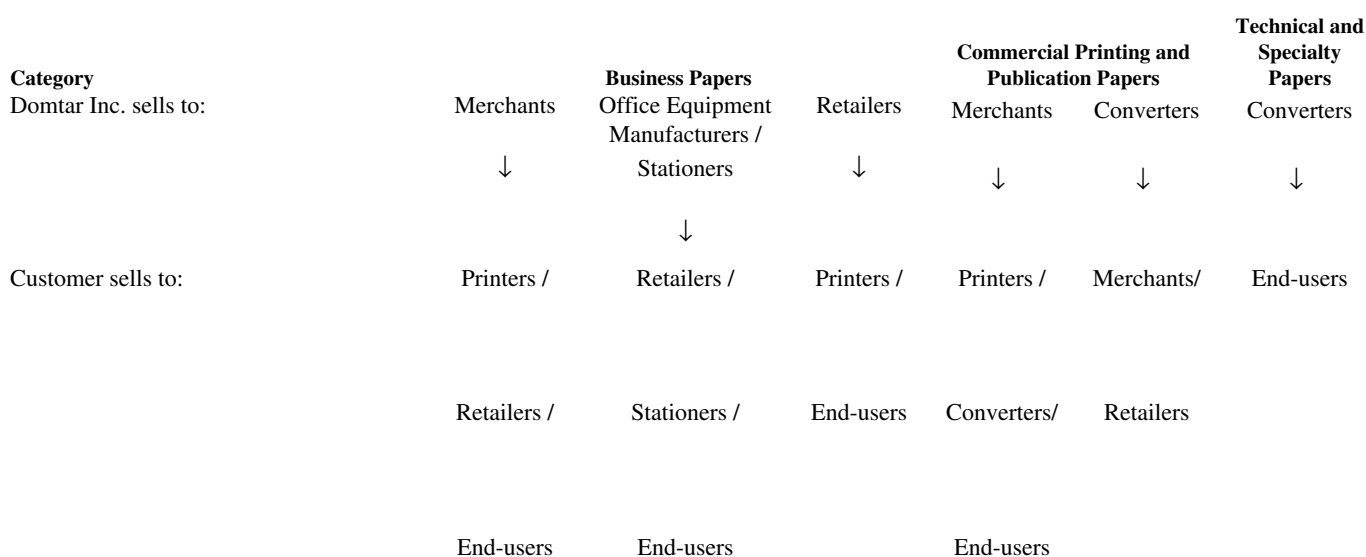 Technical and
Commercial Printing and Specialty
Category Business Papers Publication Papers Papers
Domtar Inc. sells to: Merchants Office Equipment Retailers Merchants Converters Converters
Manufacturers /
↓ Stationers ↓ ↓ ↓ ↓
↓
Customer sells to: Printers / Retailers / Printers / Printers / Merchants/ End-users
Retailers / Stationers / End-users Converters/ Retailers
End-users End-users End-users